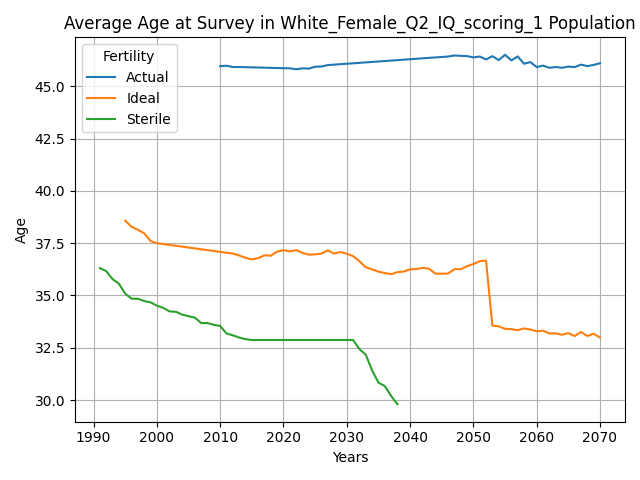 Average Age at Survey in White_Female_Q2_IQ_scoring_1 Population
Fertility
Actual
Ideal
Sterile
Age
45.0
42.5
40.0
37.5
35.0
32.5
30.0
1990 2000 2010 2020 2030 2040 2050 2060 2070
Years